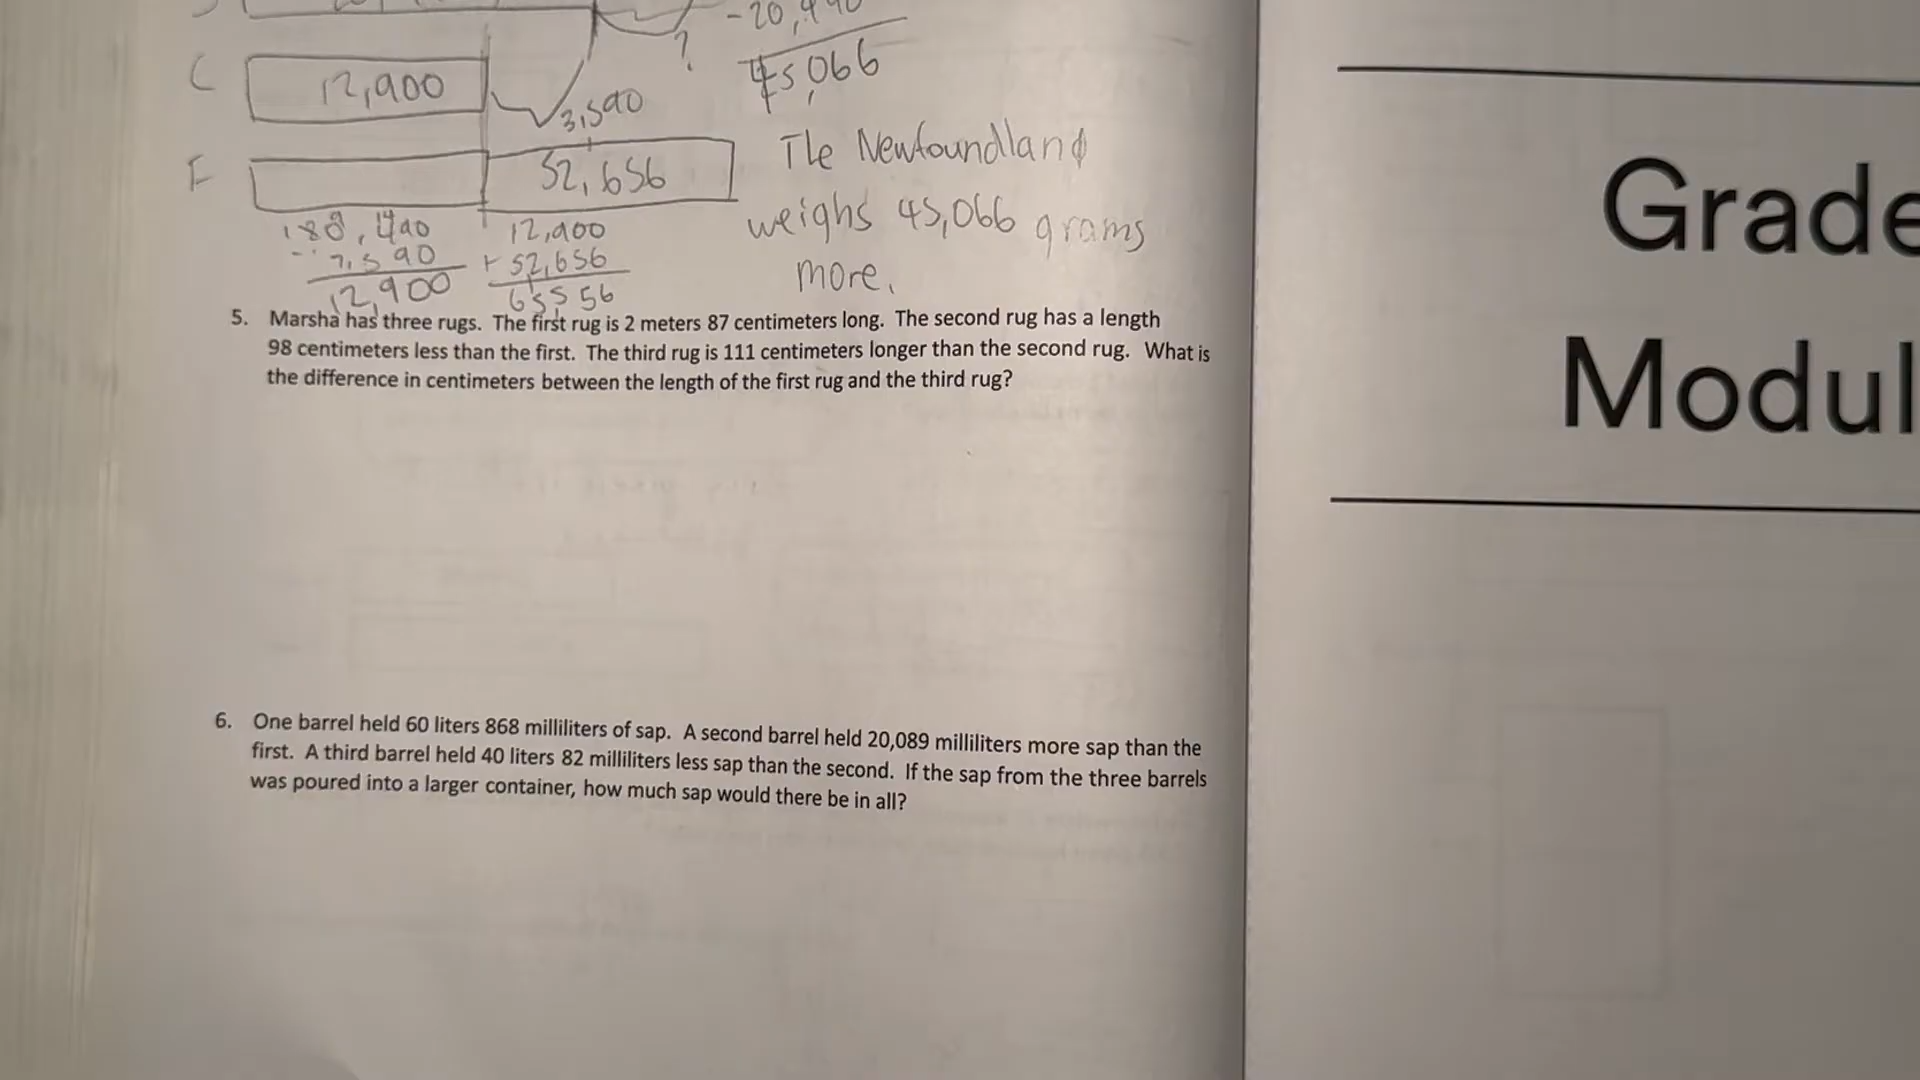 - 20,490
?
45,066
C 12,900
3,590
The Newfoundland
F 52,656
weighs 45,066 grams
12,900
+ 52,656
more.
12,900
65,556
5. Marsha has three rugs. The first rug is 2 meters 87 centimeters long. The second rug has a length
98 centimeters less than the first. The third rug is 111 centimeters longer than the second rug. What is
the difference in centimeters between the length of the first rug and the third rug?
6. One barrel held 60 liters 868 milliliters of sap. A second barrel held 20,089 milliliters more sap than the
first. A third barrel held 40 liters 82 milliliters less sap than the second. If the sap from the three barrels
was poured into a larger container, how much sap would there be in all?
Grade
Modul